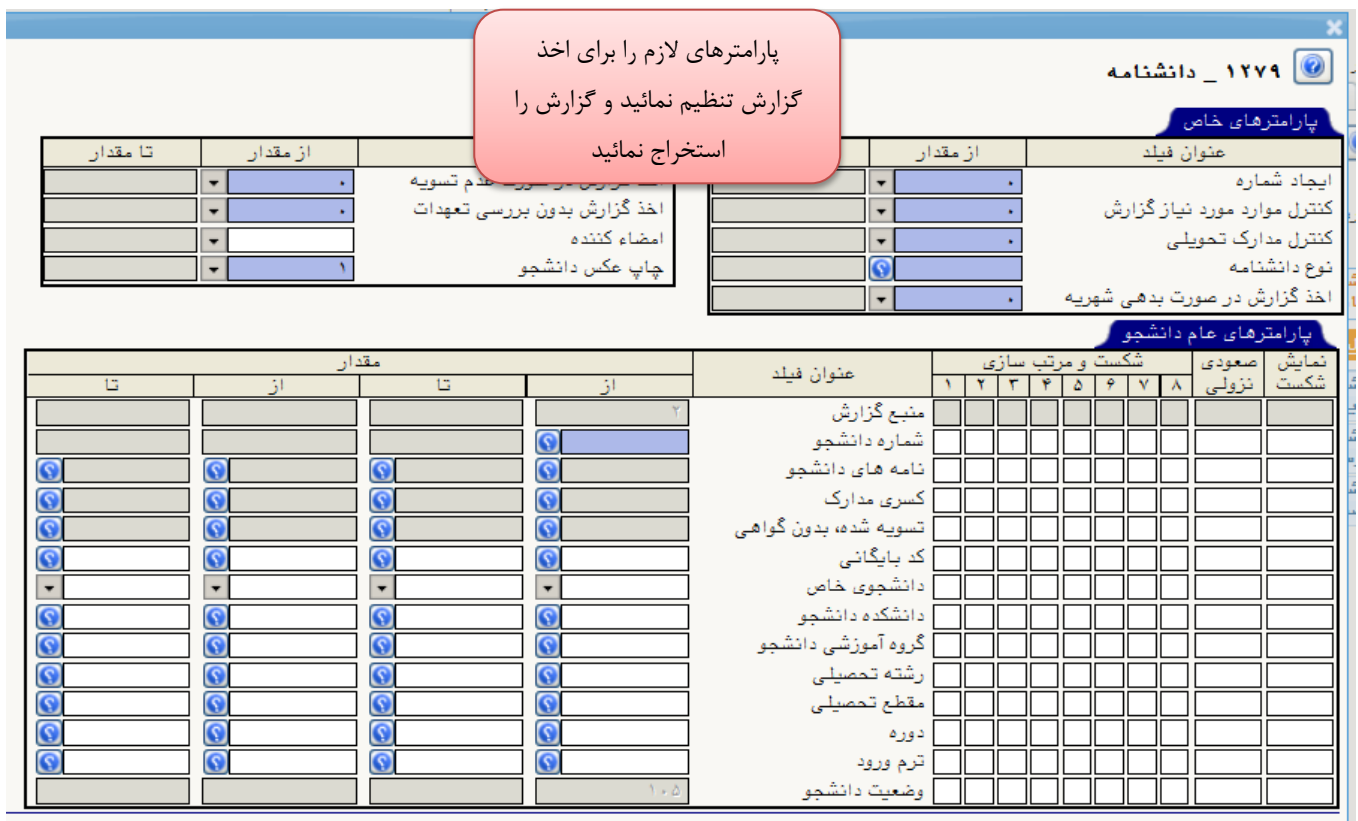 پارامترهای لازم را برای اخذ
گزارش تنظیم نمائید و گزارش را
استخراج نمائید
۱۲۷۹ _ دانشنامه
پارامترهای خاص
عنوان فیلد از مقدار از مقدار تا مقدار
ایجاد شماره ۰ عدم تسویه ۰
کنترل موارد مورد نیاز گزارش ۰ اخذ گزارش بدون بررسی تعهدات ۰
کنترل مدارک تحویلی ۰ امضاء کننده
نوع دانشنامه چاپ عکس دانشجو ۱
اخذ گزارش در صورت بدهی شهریه ۰
پارامترهای عام دانشجو
نمایش صعودی شکست و مرتب سازی عنوان فیلد مقدار
شکست نزولی ۸ ۷ ۶ ۵ ۴ ۳ ۲ ۱ از تا از تا
منبع گزارش ۲
شماره دانشجو
نامه های دانشجو
کسری مدارک
تسویه شده، بدون گواهی
کد بایگانی
دانشجوی خاص
دانشکده دانشجو
گروه آموزشی دانشجو
رشته تحصیلی
مقطع تحصیلی
دوره
ترم ورود
وضعیت دانشجو ۱۰۵